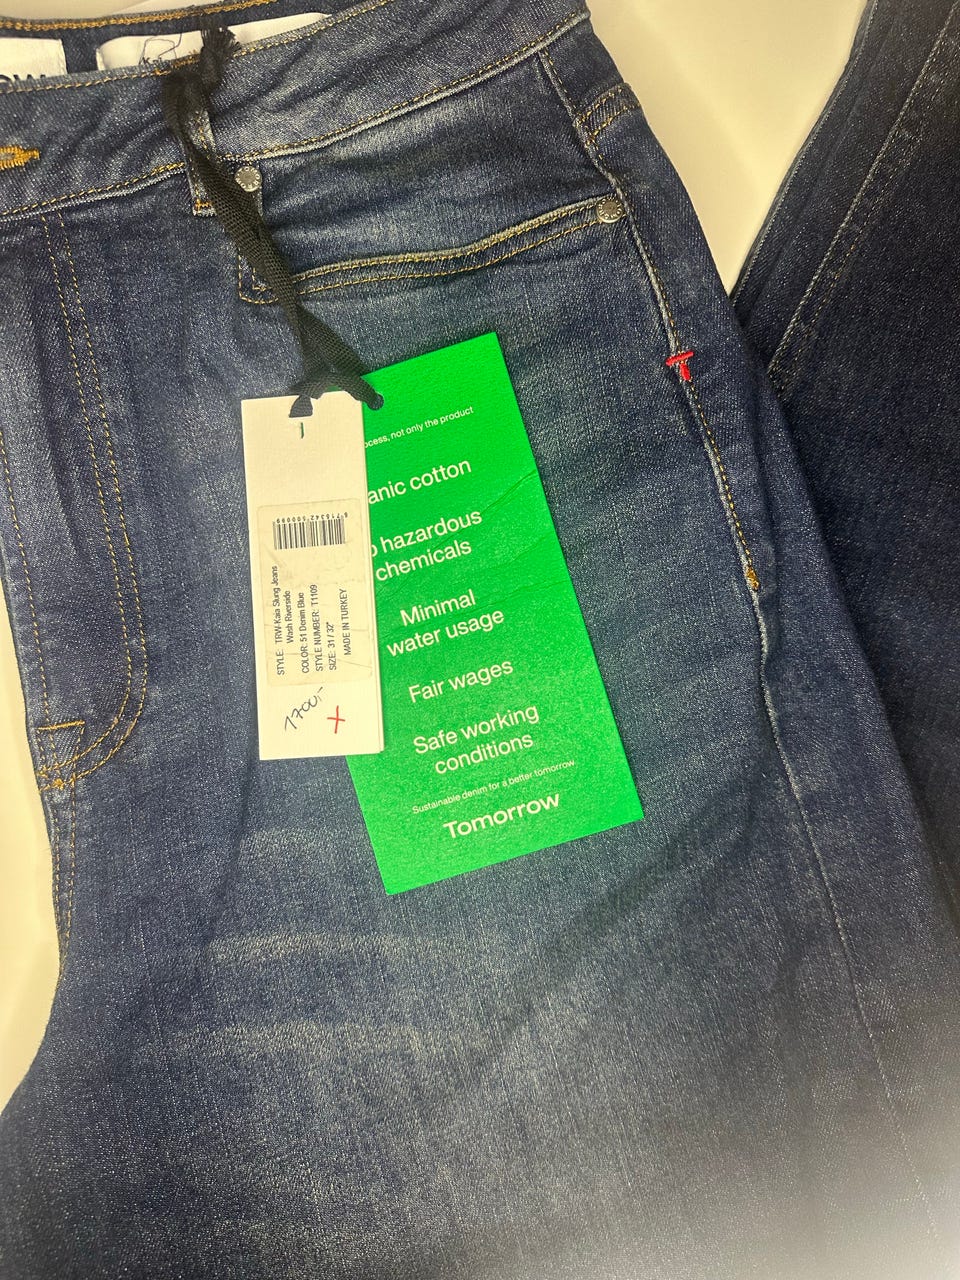 ocess, not only the product
anic cotton
hazardous
chemicals
Minimal
water usage
Fair wages
Safe working
conditions
Sustainable denim for a better tomorrow
Tomorrow
STYLE: TRW-Kaia Slung Jeans
Wash Riverside
COLOR: 51 Denim Blue
STYLE NUMBER: T1109
SIZE: 31 / 32"
MADE IN TURKEY